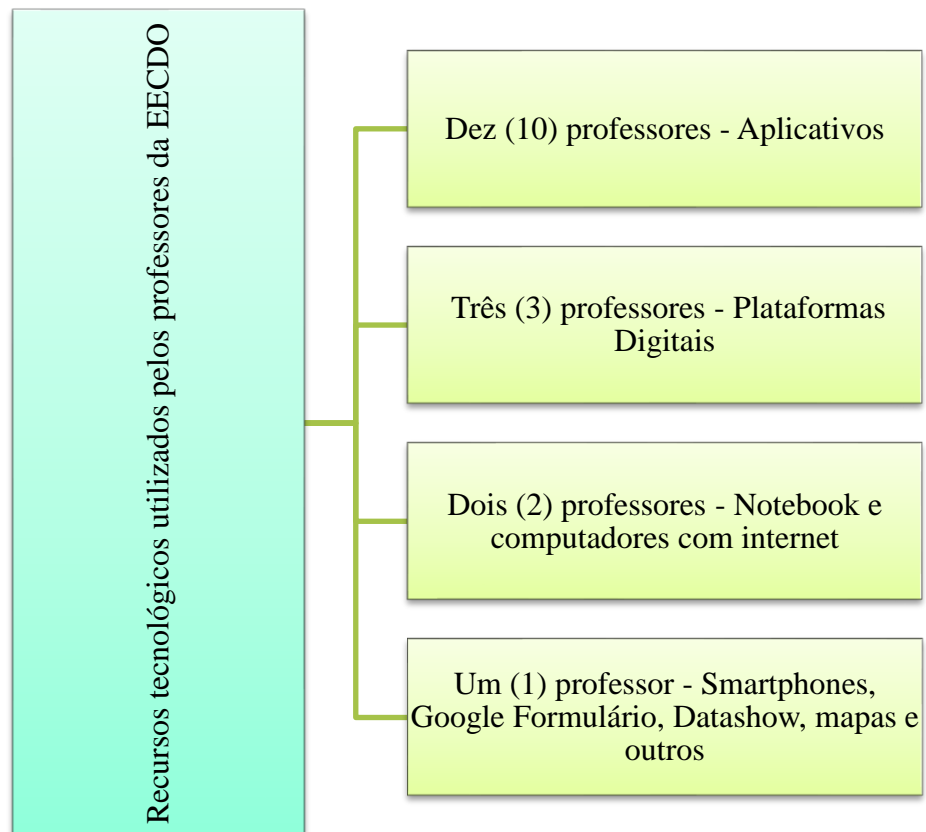 Recursos tecnológicos utilizados pelos professores da EECDO
Dez (10) professores - Aplicativos
Três (3) professores - Plataformas
Digitais
Dois (2) professores - Notebook e
computadores com internet
Um (1) professor - Smartphones,
Google Formulário, Datashow, mapas e
outros